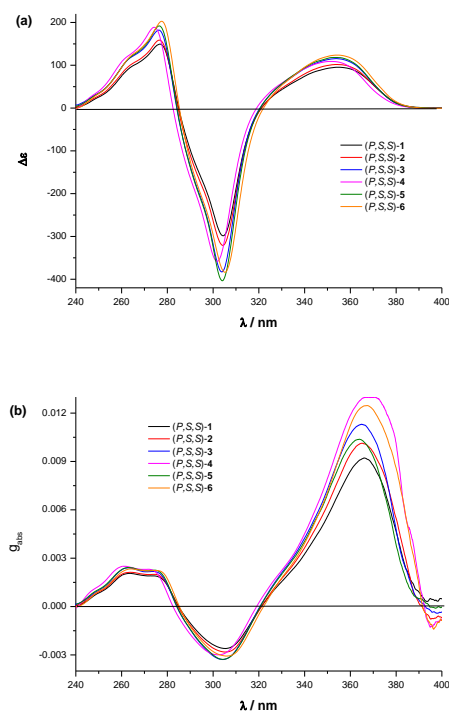 (a)
200
100
0
-100
-200
-300
-400
Δε
(P,S,S)-1
(P,S,S)-2
(P,S,S)-3
(P,S,S)-4
(P,S,S)-5
(P,S,S)-6
240 260 280 300 320 340 360 380 400
λ / nm
(b)
0.012
0.009
0.006
0.003
0.000
-0.003
gabs
(P,S,S)-1
(P,S,S)-2
(P,S,S)-3
(P,S,S)-4
(P,S,S)-5
(P,S,S)-6
240 260 280 300 320 340 360 380 400
λ / nm